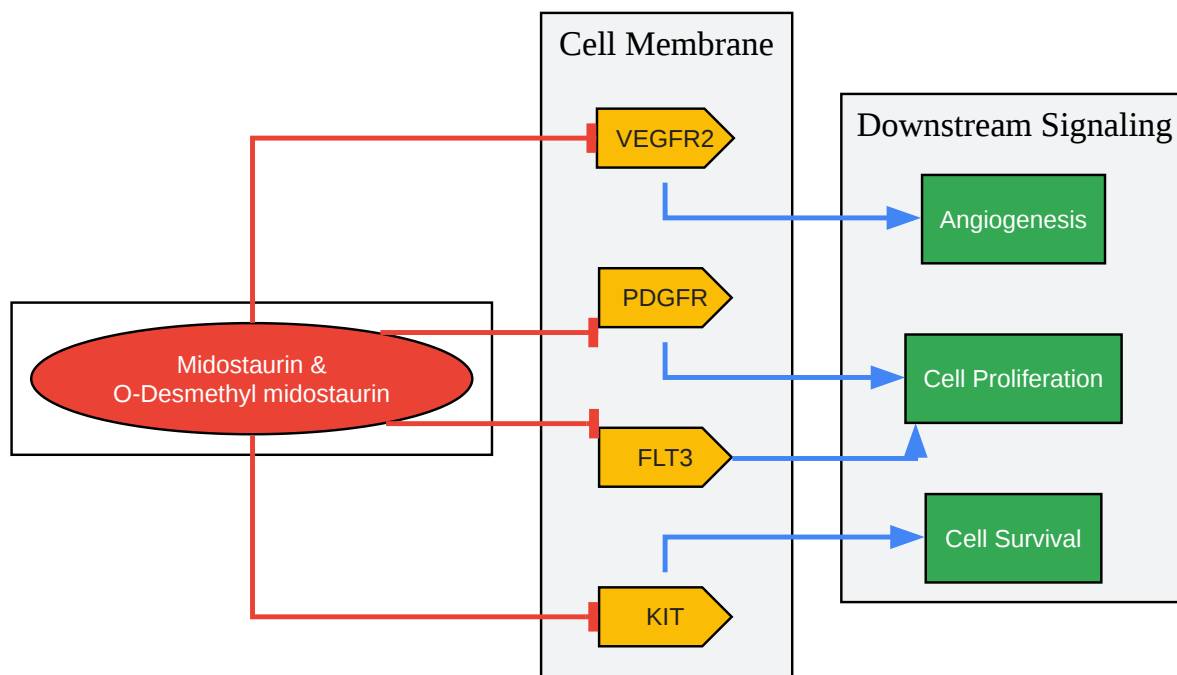 Cell Membrane
Downstream Signaling
VEGFR2
Angiogenesis
PDGFR
Midostaurin &
O-Desmethyl midostaurin
Cell Proliferation
FLT3
Cell Survival
KIT